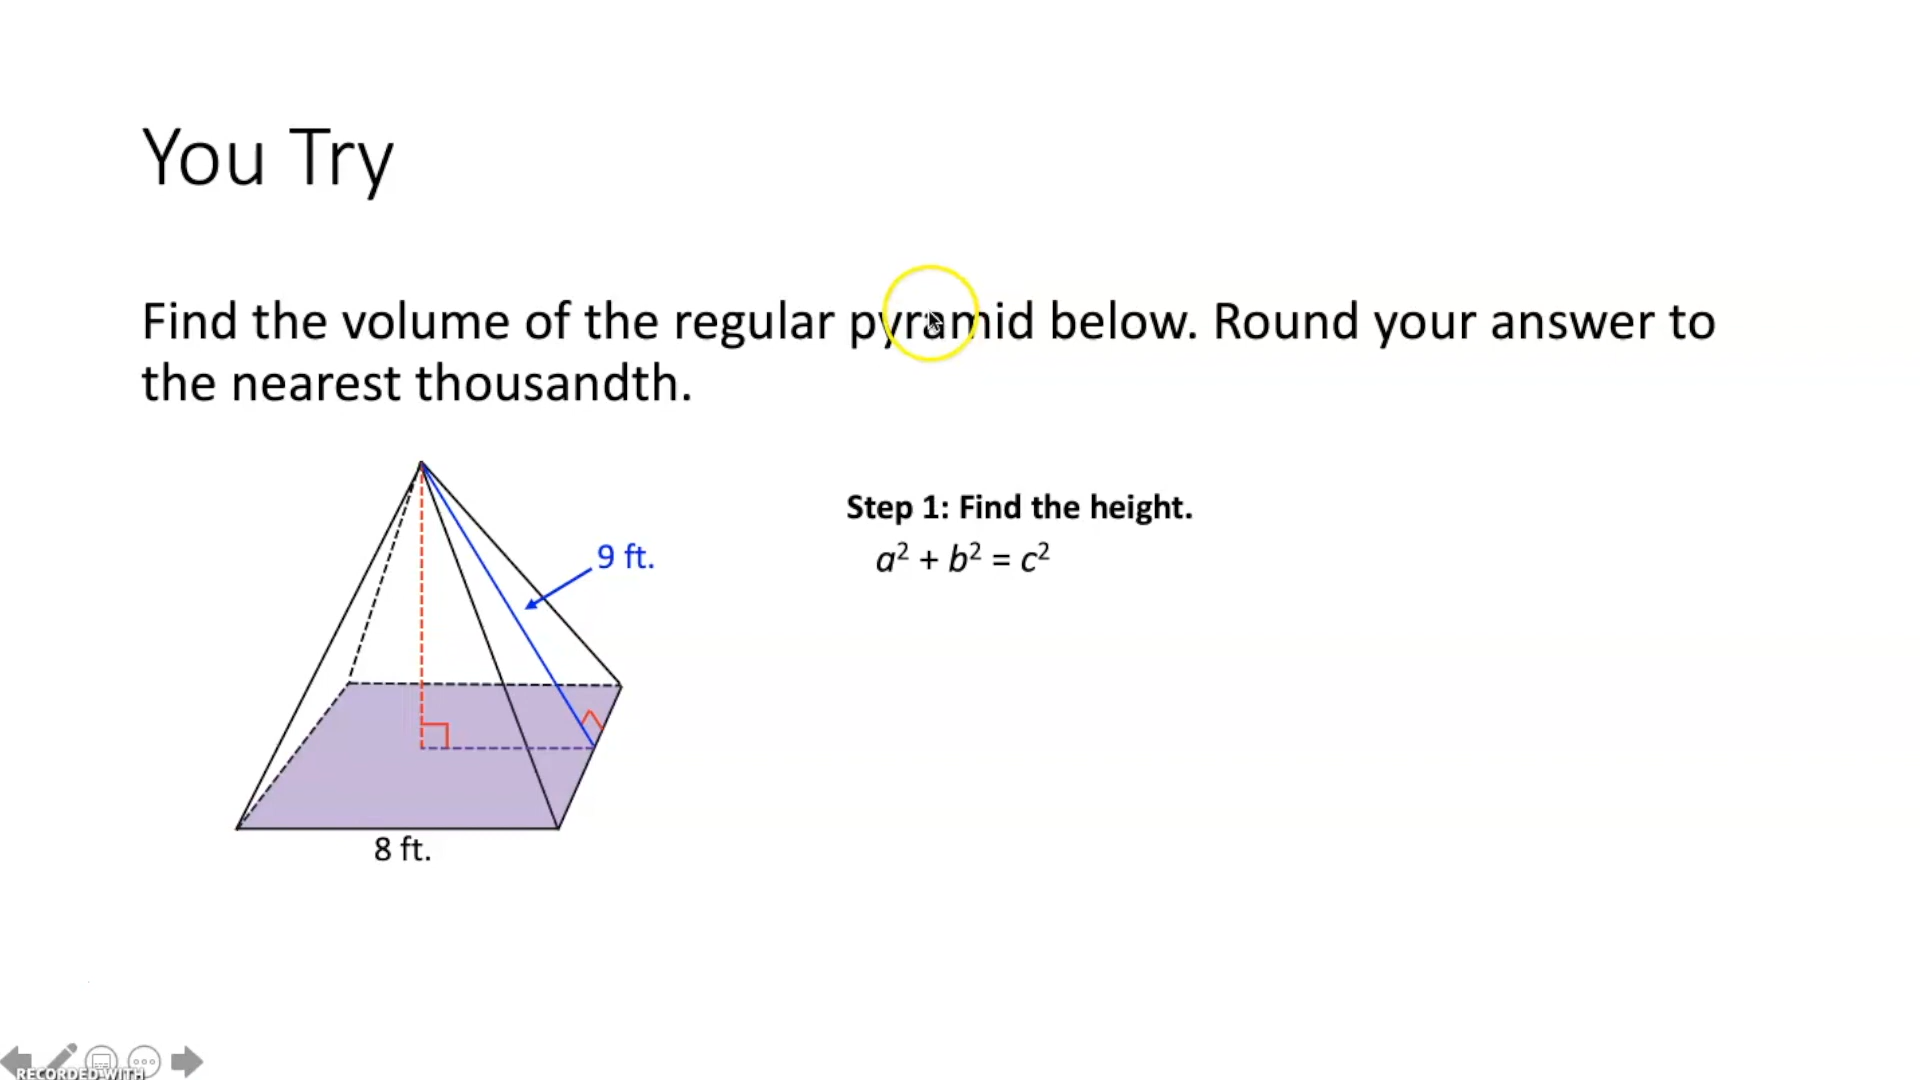 You Try
Find the volume of the regular pyramid below. Round your answer to
the nearest thousandth.
Step 1: Find the height.
a² + b² = c²
9 ft.
8 ft.
RECORDED WITH